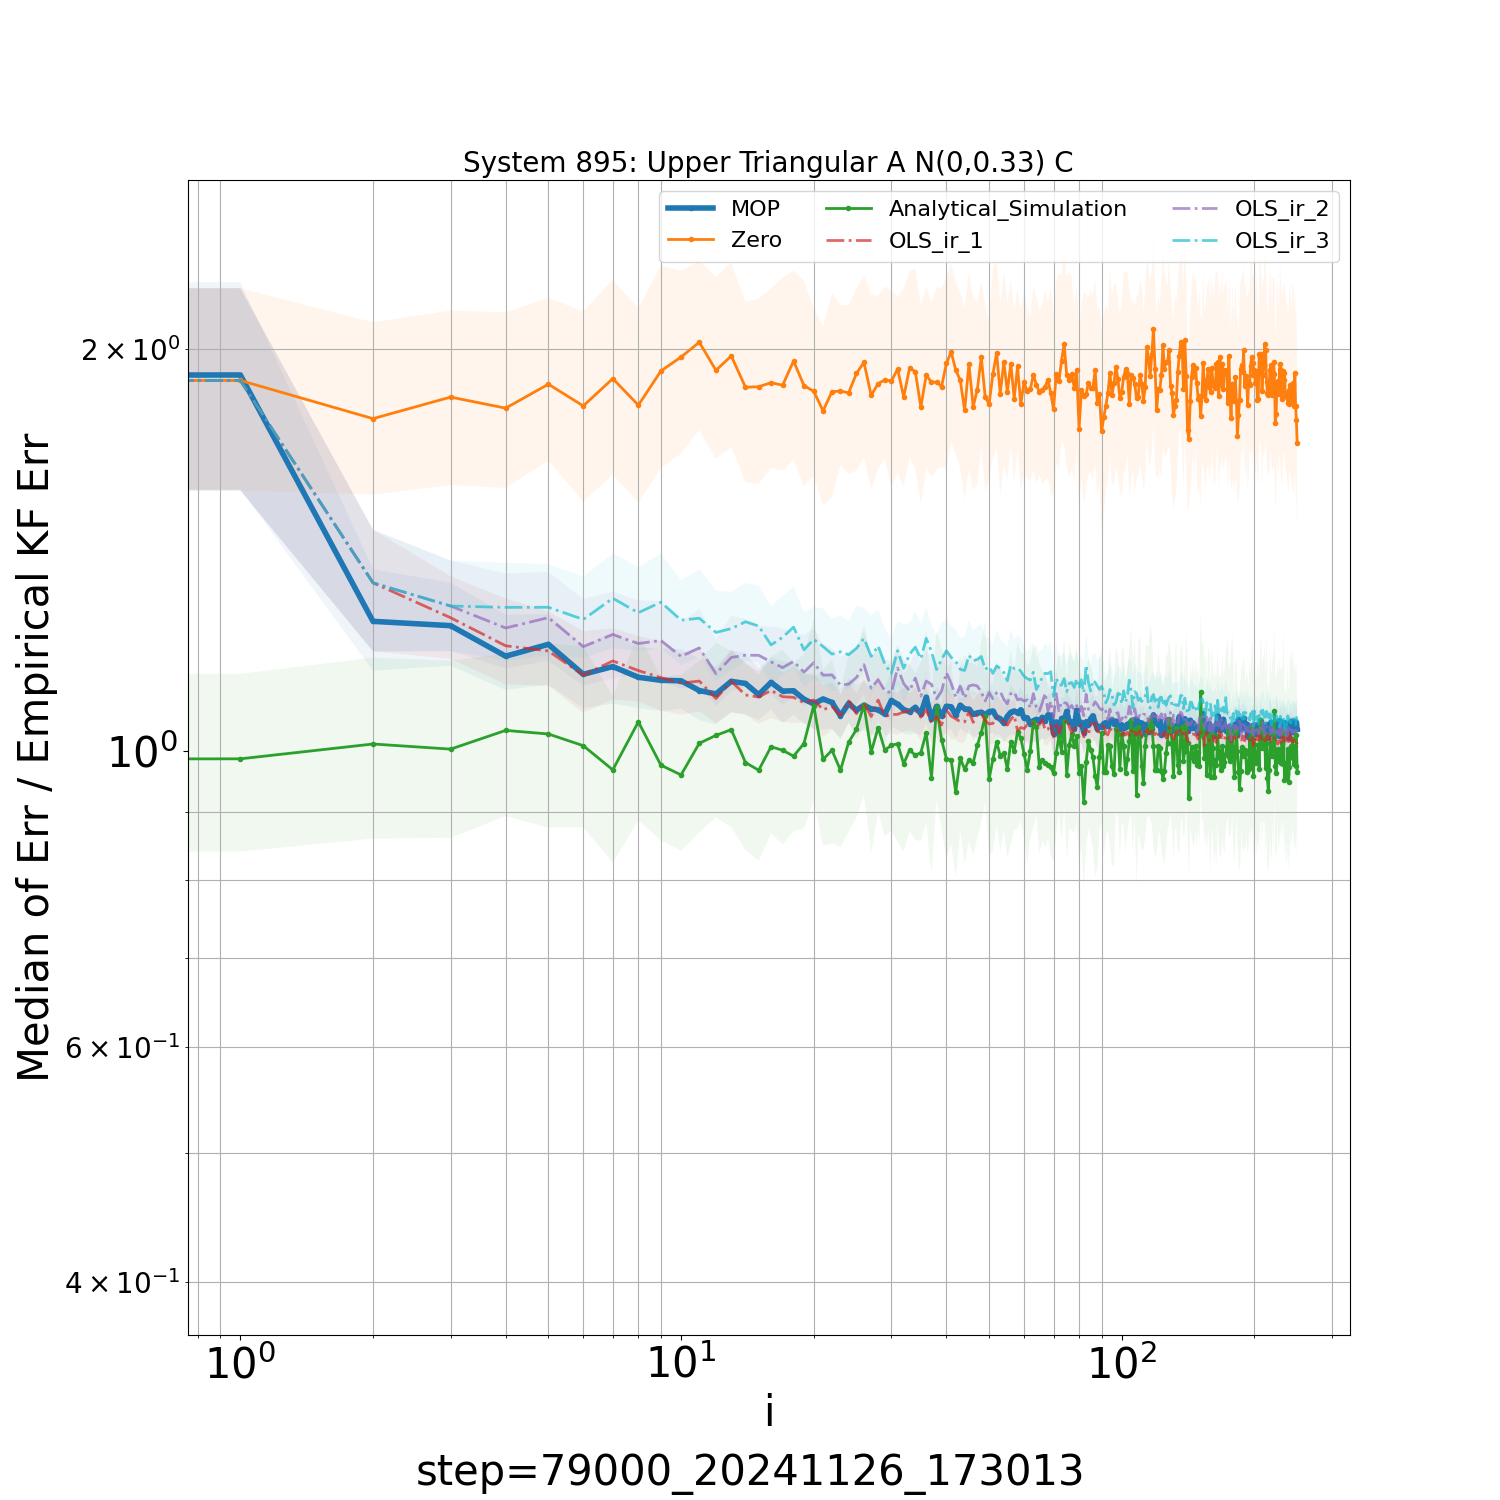 System 895: Upper Triangular A N(0,0.33) C
MOP
Zero
Analytical_Simulation
OLS_ir_1
OLS_ir_2
OLS_ir_3
Median of Err / Empirical KF Err
2 × 10⁰
10⁰
6 × 10⁻¹
4 × 10⁻¹
10⁰ 10¹ 10²
i
step=79000_20241126_173013